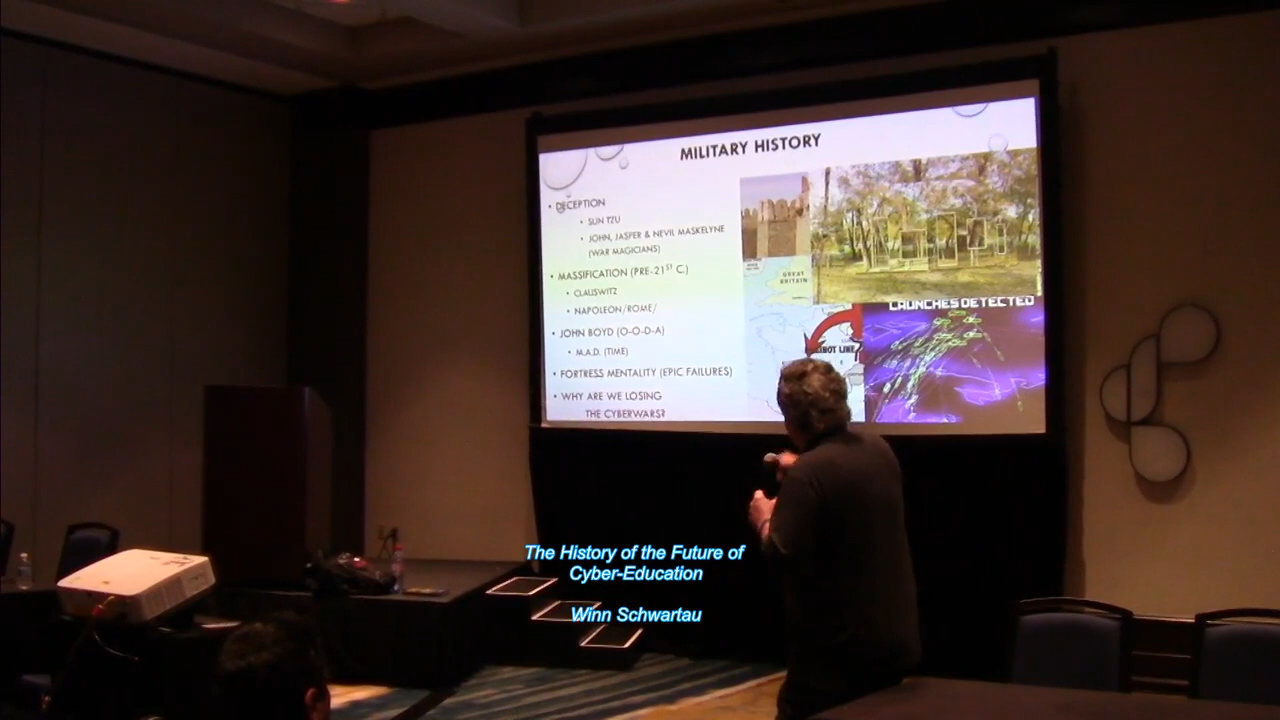 MILITARY HISTORY
• DECEPTION
• SUN TZU
• JOHN, JASPER & NEVIL MASKELYNE
(WAR MAGICIANS)
• MASSIFICATION (PRE-21ST C.)
• CLAUSWITZ
• NAPOLEON/ROME/
• JOHN BOYD (O-O-D-A)
• M.A.D. (TIME)
• FORTRESS MENTALITY (EPIC FAILURES)
• WHY ARE WE LOSING
THE CYBERWARS?
GREAT
BRITAIN
LINE
LAUNCHES DETECTED
The History of the Future of
Cyber-Education
Winn Schwartau